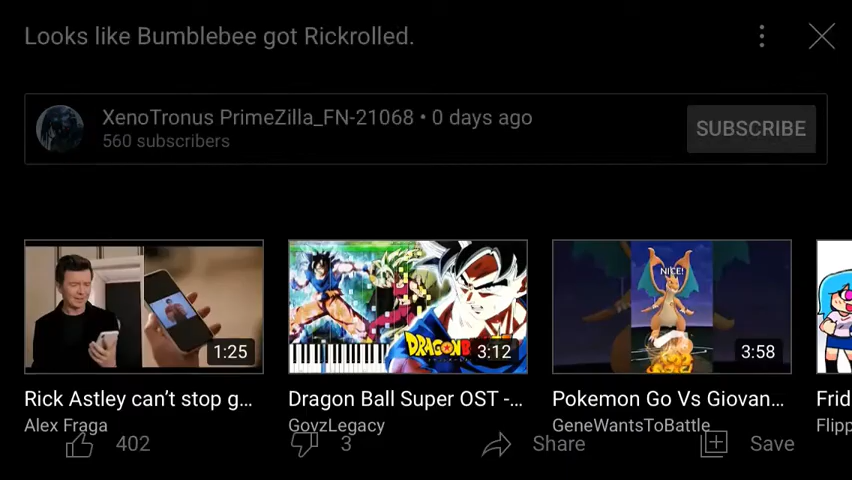 Looks like Bumblebee got Rickrolled.
XenoTronus PrimeZilla_FN-21068 • 0 days ago
560 subscribers
SUBSCRIBE
NICE!
DRAGON
1:25
3:12
3:58
Rick Astley can't stop g...
Dragon Ball Super OST -...
Pokemon Go Vs Giovan...
Frid
Alex Fraga
GovzLegacy
GeneWantsToBattle
Flipp
402
3
Share
Save